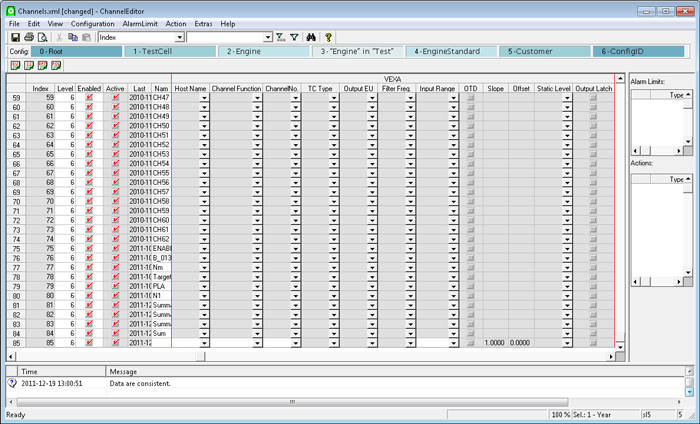 Channels.xml [changed] - ChannelEditor
File Edit View Configuration AlarmLimit Action Extras Help
Index
Config: 0 - Root 1 - TestCell 2 - Engine 3 - "Engine" in "Test" 4 - EngineStandard 5 - Customer 6 - ConfigID
VEXA
Index Level Enabled Active Last Nam Host Name Channel Function ChannelNo. TC Type Output EU Filter Freq. Input Range OTD Slope Offset Static Level Output Latch
59 59 6 2010-11 CH47
60 60 6 2010-11 CH48
61 61 6 2010-11 CH49
62 62 6 2010-11 CH50
63 63 6 2010-11 CH51
64 64 6 2010-11 CH52
65 65 6 2010-11 CH53
66 66 6 2010-11 CH54
67 67 6 2010-11 CH55
68 68 6 2010-11 CH56
69 69 6 2010-11 CH57
70 70 6 2010-11 CH58
71 71 6 2010-11 CH59
72 72 6 2010-11 CH60
73 73 6 2010-11 CH61
74 74 6 2010-11 CH62
75 75 6 2011-10 ENABI
76 76 6 2011-10 B_013
77 77 6 2011-10 Nm
78 78 6 2011-10 Target
79 79 6 2011-10 PLA
80 80 6 2011-10 N1
81 81 6 2011-12 Summ
82 82 6 2011-12 Summ
83 83 6 2011-12 Summ
84 84 6 2011-12 Sum
85 85 6 2011-12 1.0000 0.0000
Alarm Limits:
Type
Actions:
Type
Time Message
2011-12-19 13:00:51 Data are consistent.
Ready 100 % Sel.: 1 - Year sl5 5